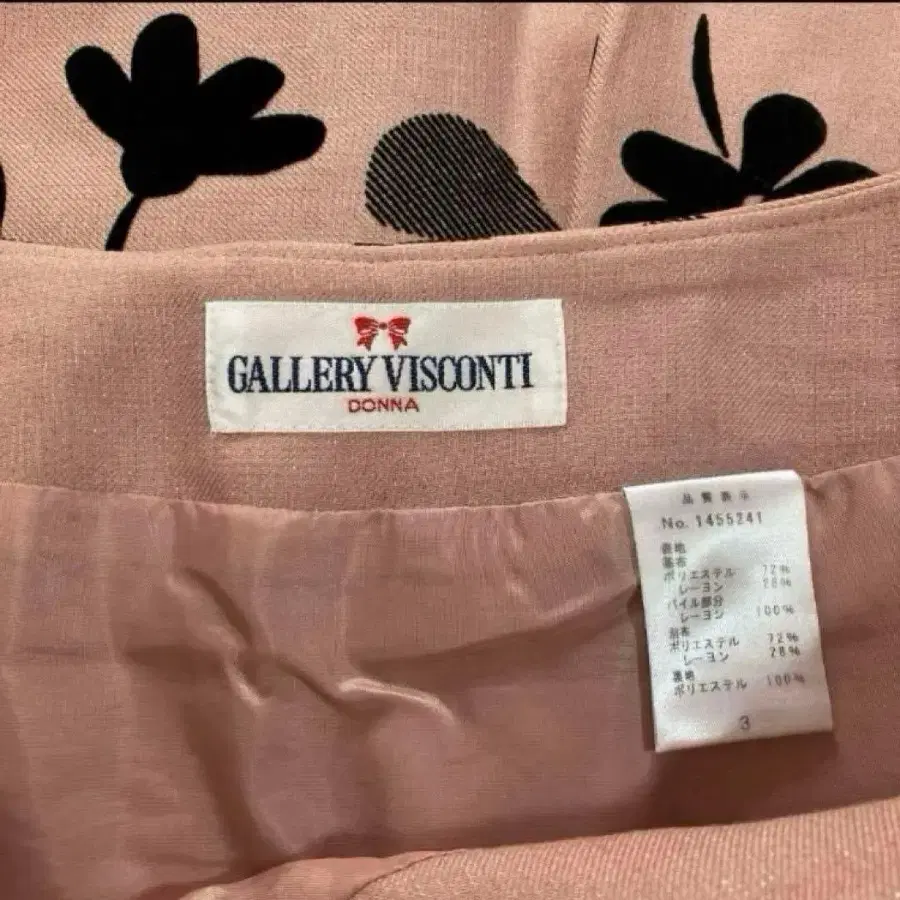 GALLERY VISCONTI
DONNA
品質表示
No. 1455241
表地
基布
ポリエステル 72%
レーヨン 28%
パイル部分
レーヨン 100%
別布
ポリエステル 72%
レーヨン 28%
裏地
ポリエステル 100%
3